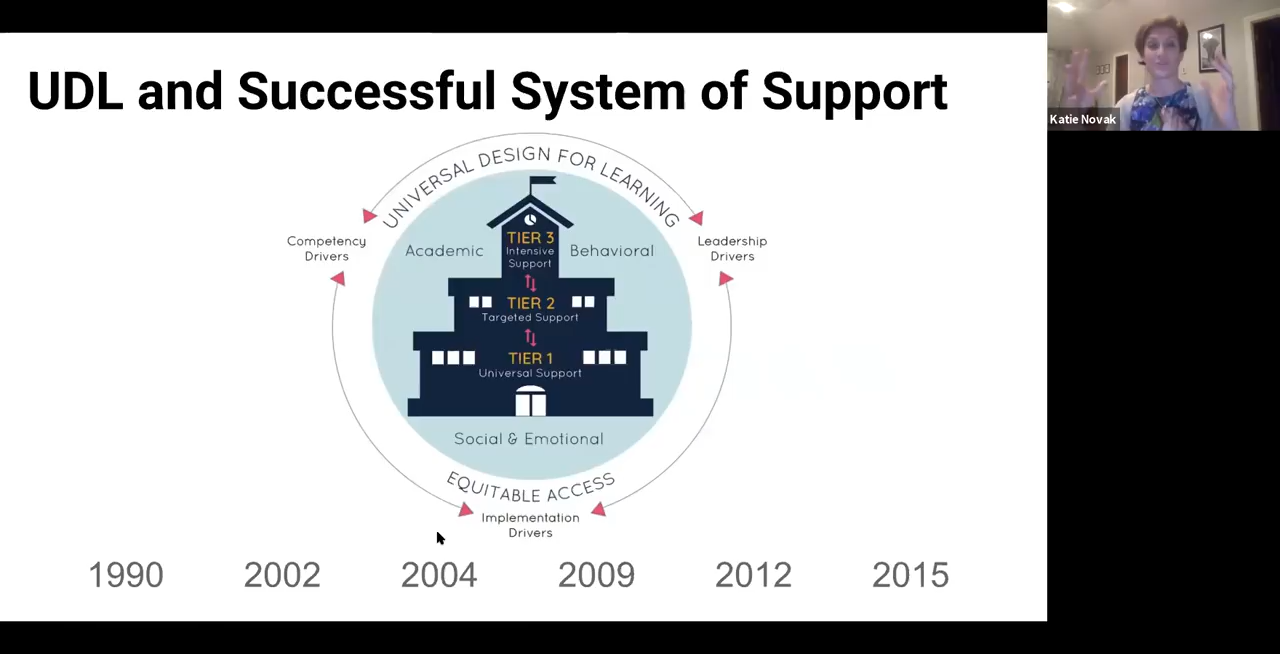 UDL and Successful System of Support
Katie Novak
UNIVERSAL DESIGN FOR LEARNING
Competency
Drivers
Academic
TIER 3
Intensive
Support
Behavioral
Leadership
Drivers
TIER 2
Targeted Support
TIER 1
Universal Support
Social & Emotional
EQUITABLE ACCESS
Implementation
Drivers
1990 2002 2004 2009 2012 2015